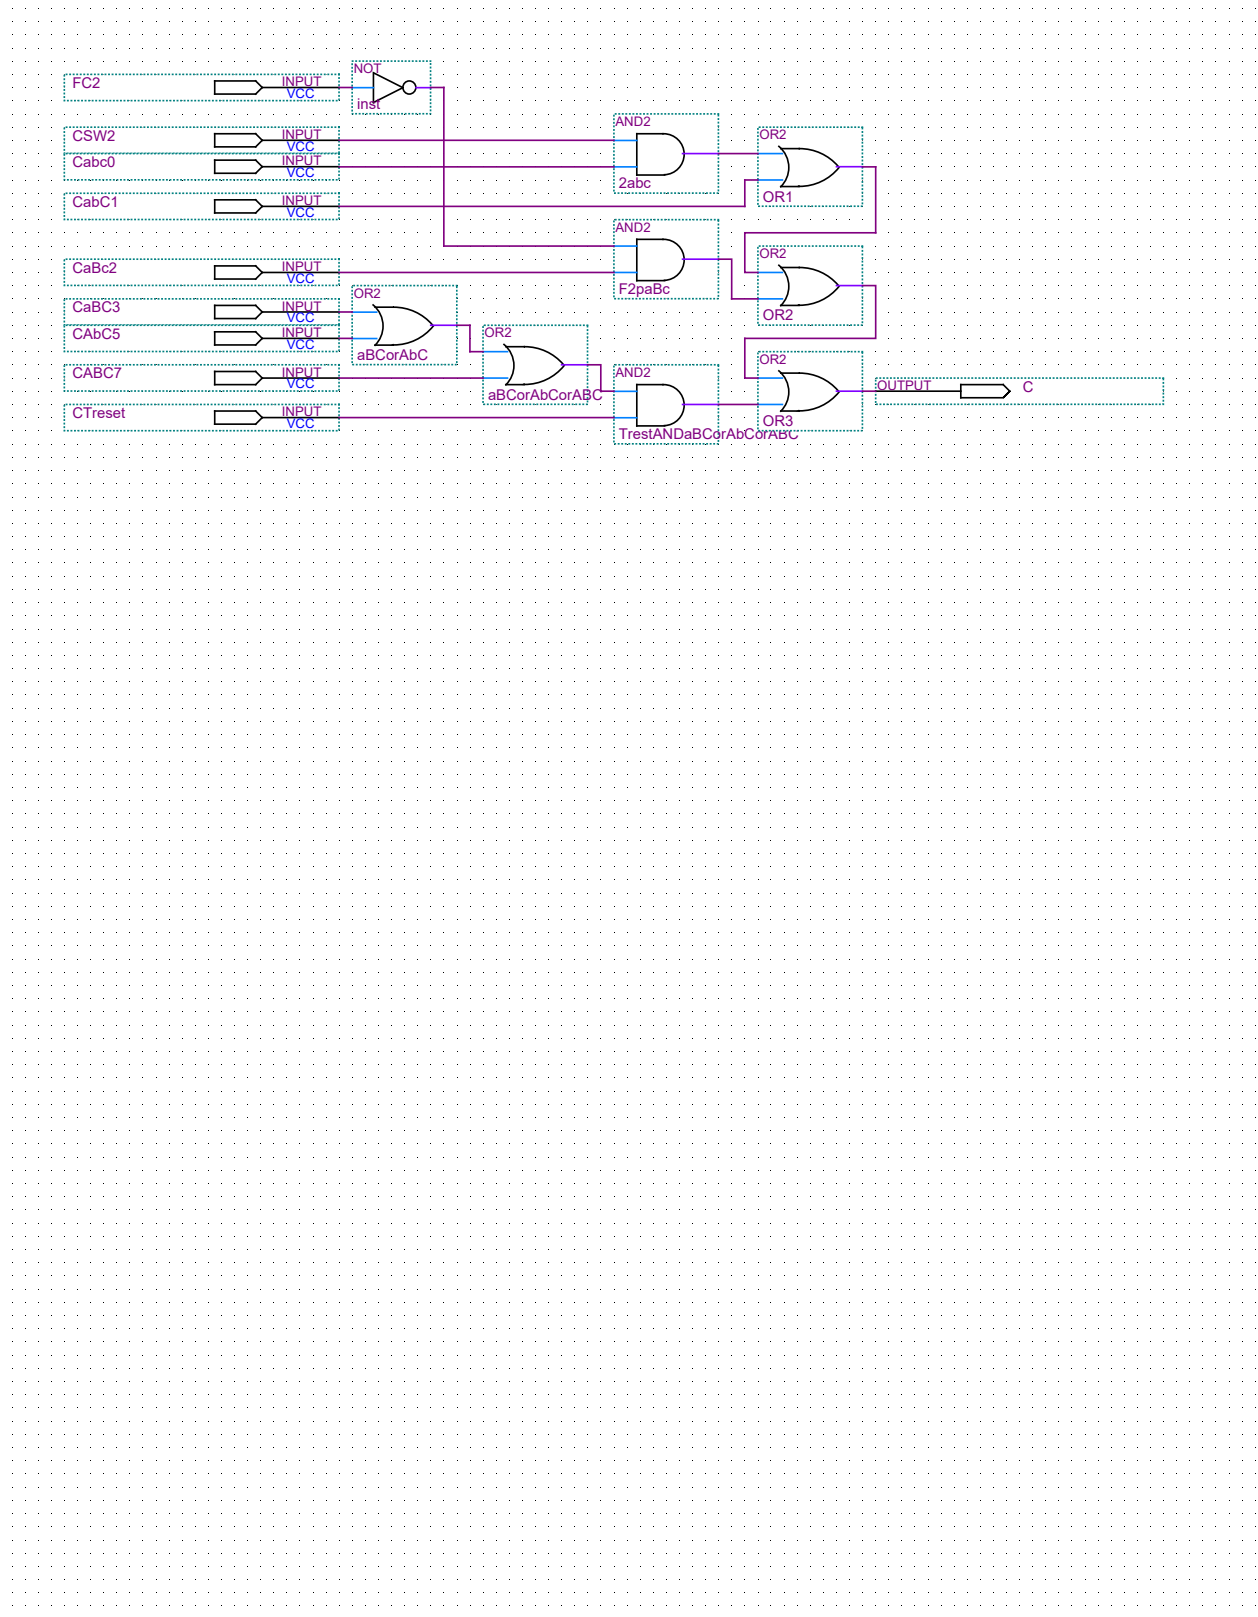 FC2 INPUT VCC NOT inst
CSW2 INPUT VCC AND2 OR2
Cabc0 INPUT VCC 2abc
CabC1 INPUT VCC OR1
AND2
CaBc2 INPUT VCC F2paBc OR2
CaBC3 INPUT VCC OR2 OR2
CAbC5 INPUT VCC aBCorAbC OR2
CABC7 INPUT VCC aBCorAbCorABC AND2 OR2 OUTPUT C
CTreset INPUT VCC TrestANDaBCorAbCorABC OR3